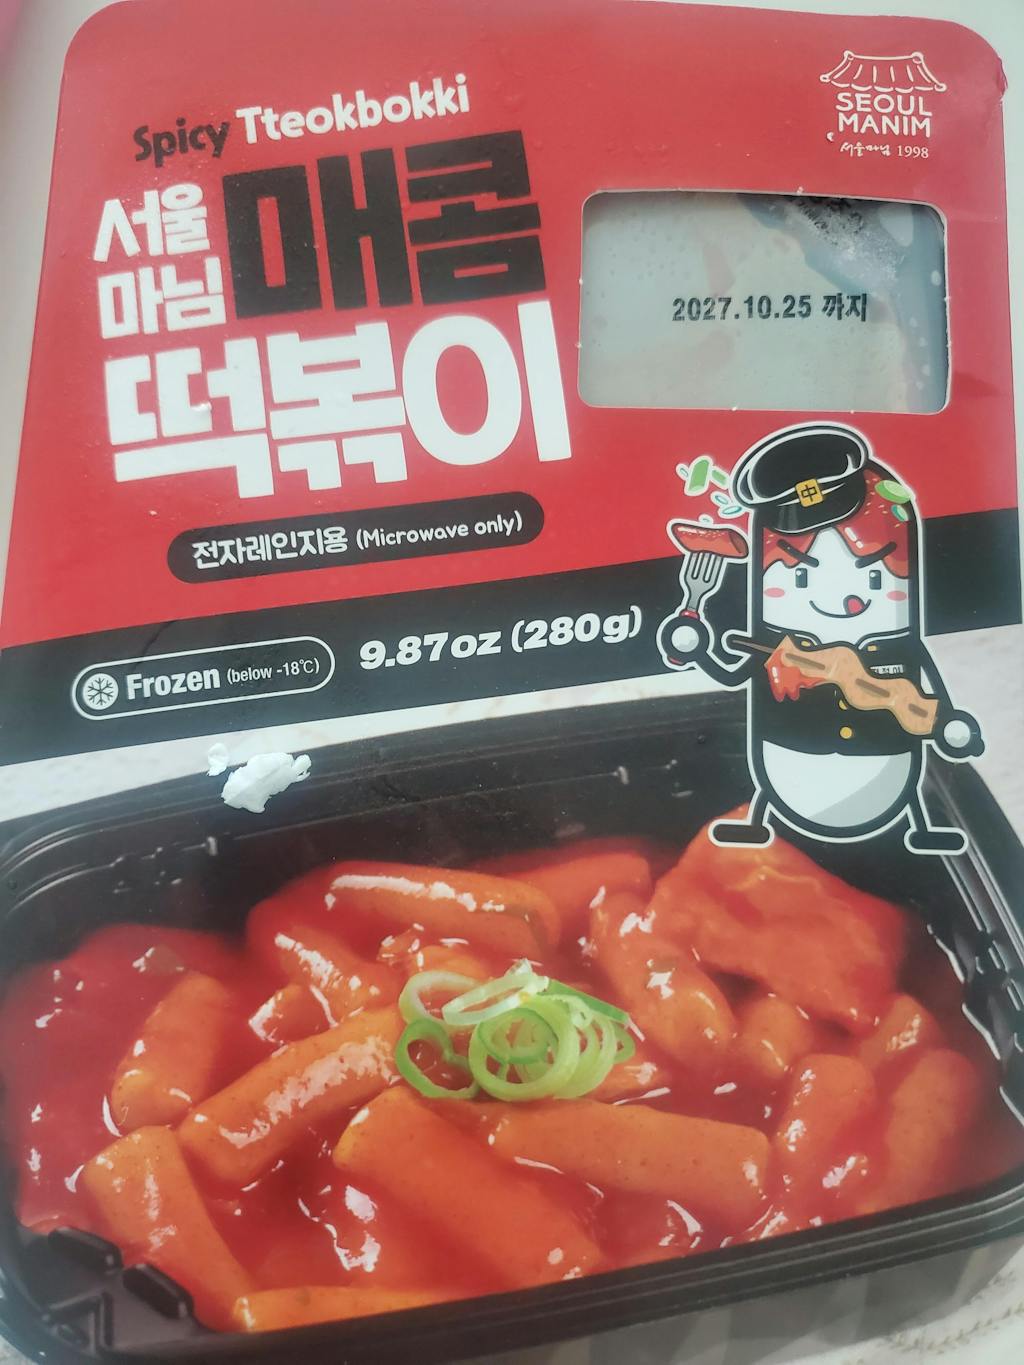 Spicy Tteokbokki
서울
마님
매콤
떡볶이
SEOUL
MANIM
서울마님 1998
2027.10.25 까지
전자레인지용 (Microwave only)
Frozen (below -18℃)
9.87oz (280g)
中